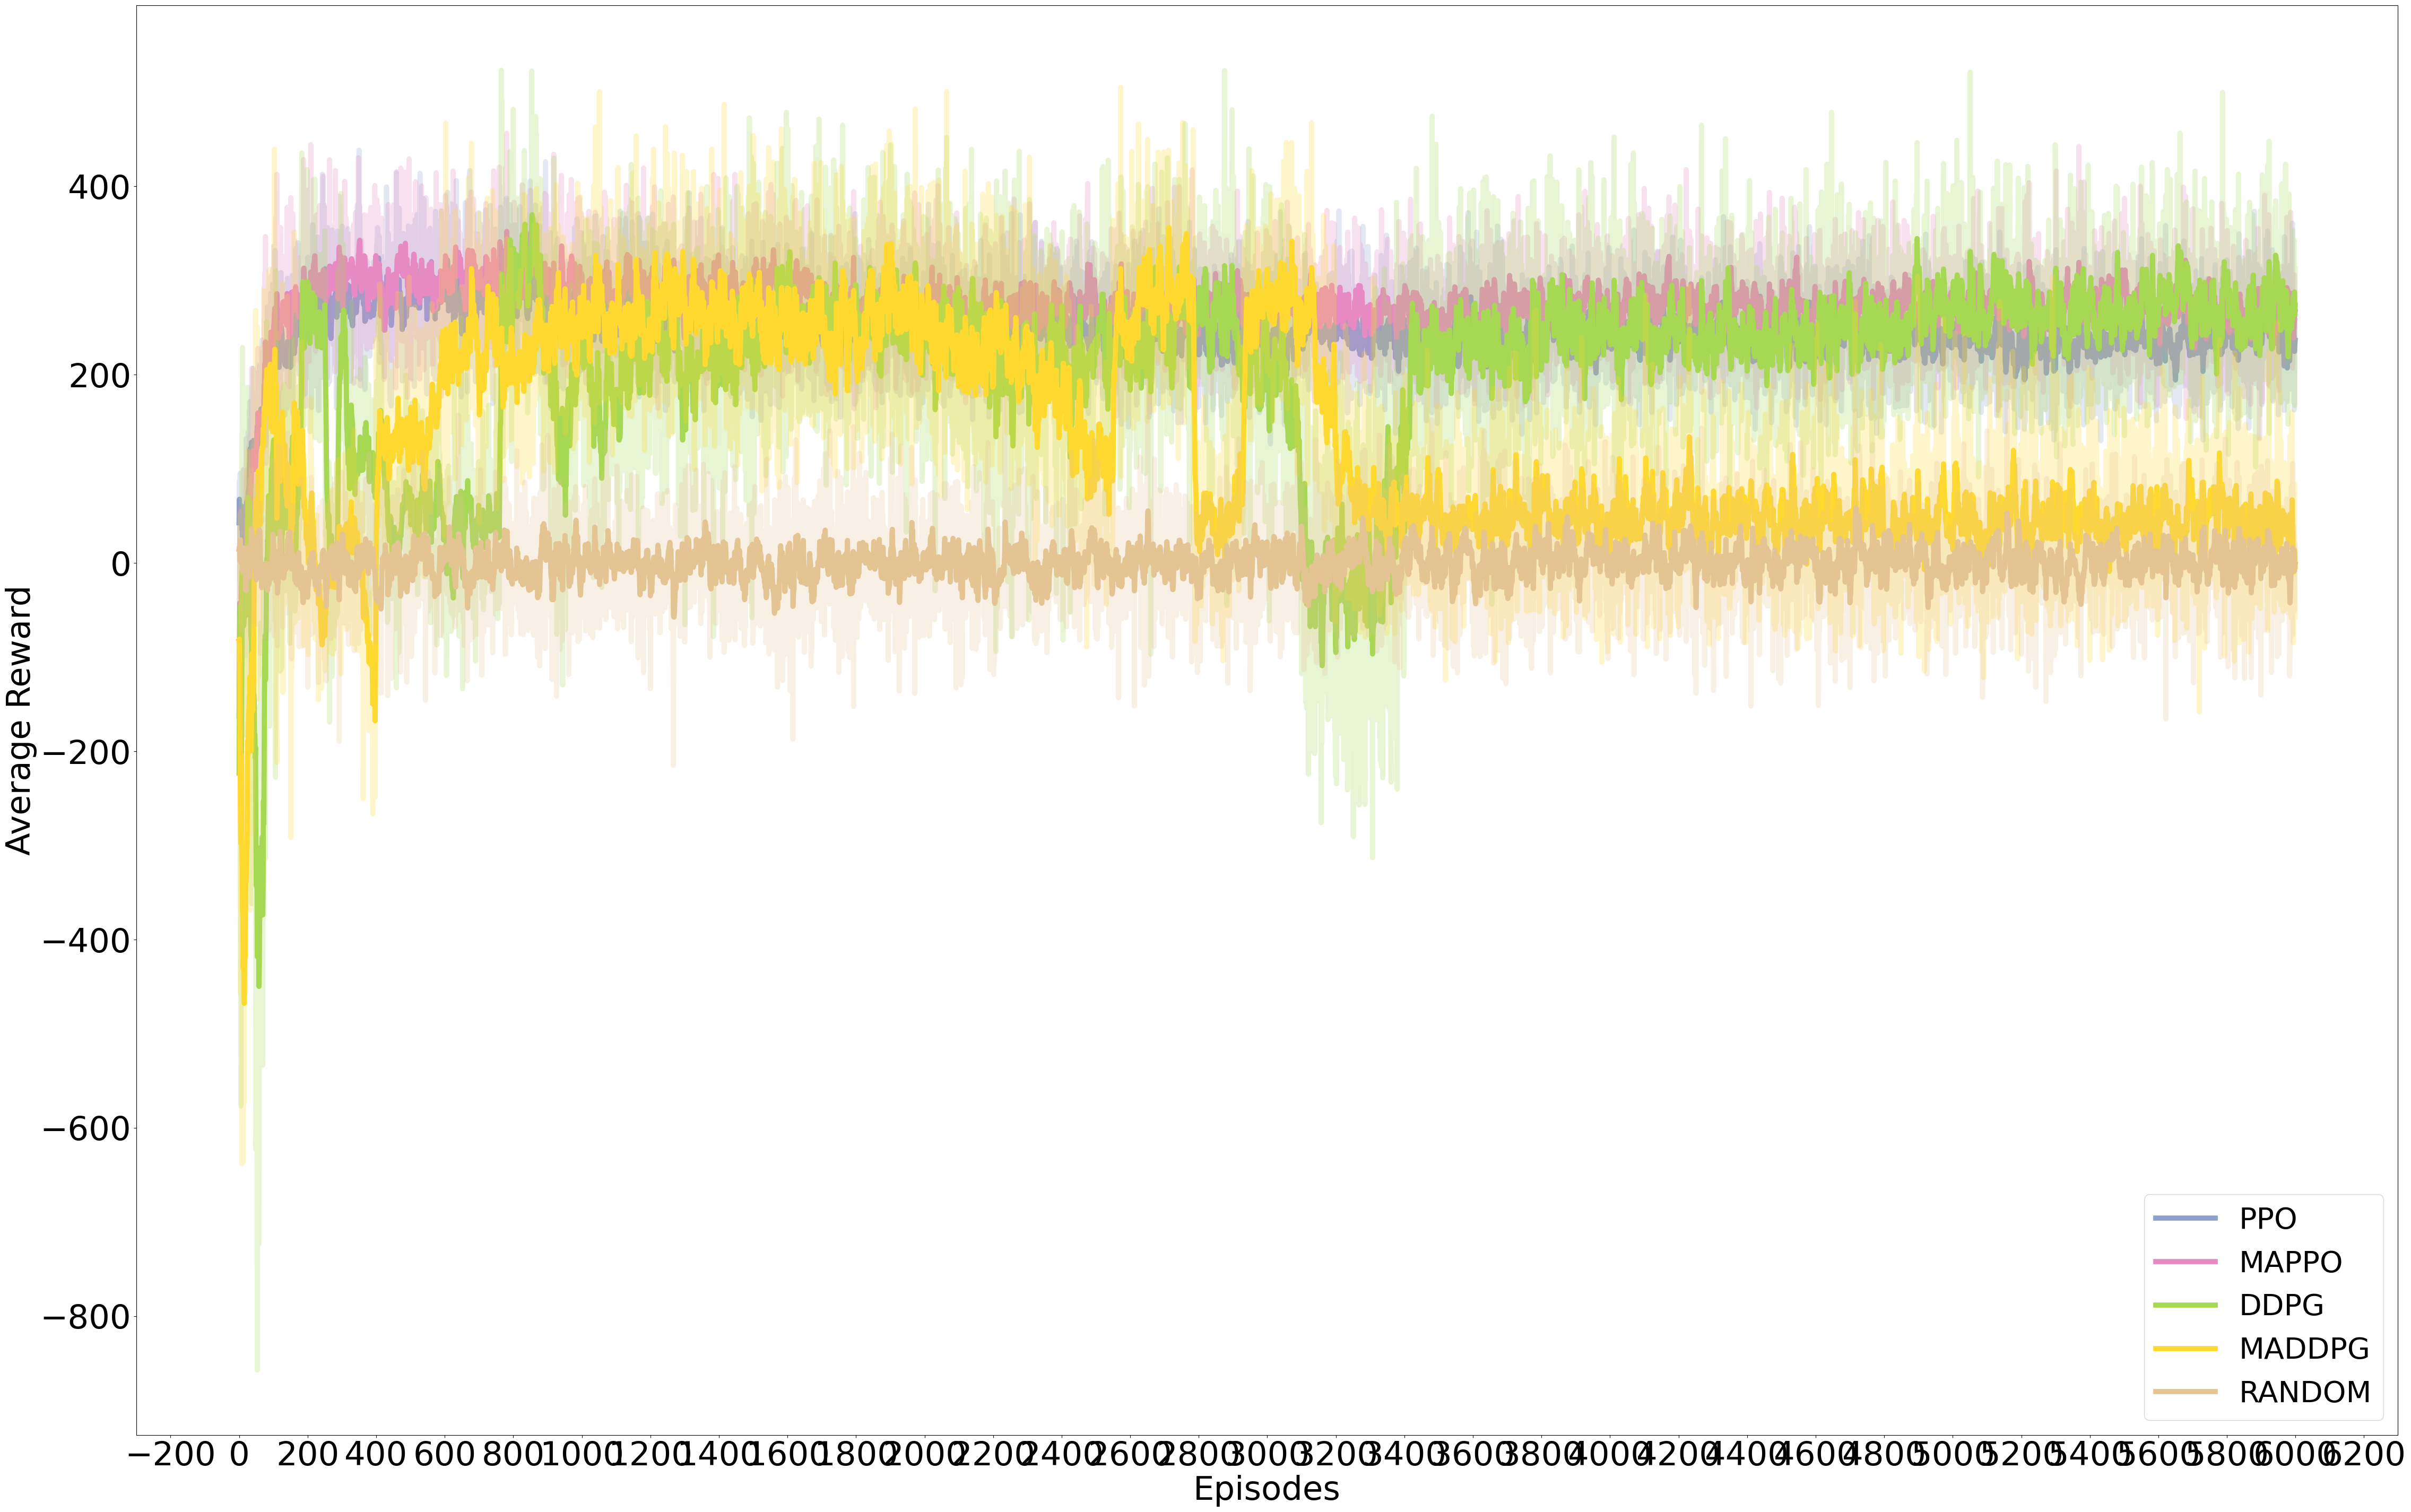 400
200
0
−200
−400
−600
−800
Average Reward
−200 0 200 400 600 800 1000 1200 1400 1600 1800 2000 2200 2400 2600 2800 3000 3200 3400 3600 3800 4000 4200 4400 4600 4800 5000 5200 5400 5600 5800 6000 6200
Episodes
PPO
MAPPO
DDPG
MADDPG
RANDOM